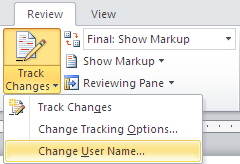 Review View
Track
Changes
Final: Show Markup
Show Markup
Reviewing Pane
Track Changes
Change Tracking Options...
Change User Name...